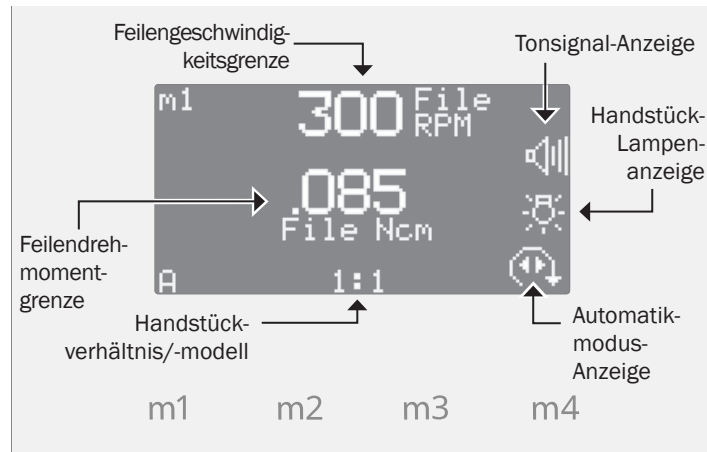 Feilengeschwindig-
keitsgrenze
Tonsignal-Anzeige
m1
300 File
RPM
Handstück-
Lampen-
anzeige
.085
File Ncm
Feilendreh-
moment-
grenze
A
1:1
Handstück-
verhältnis/-modell
Automatik-
modus-
Anzeige
m1 m2 m3 m4